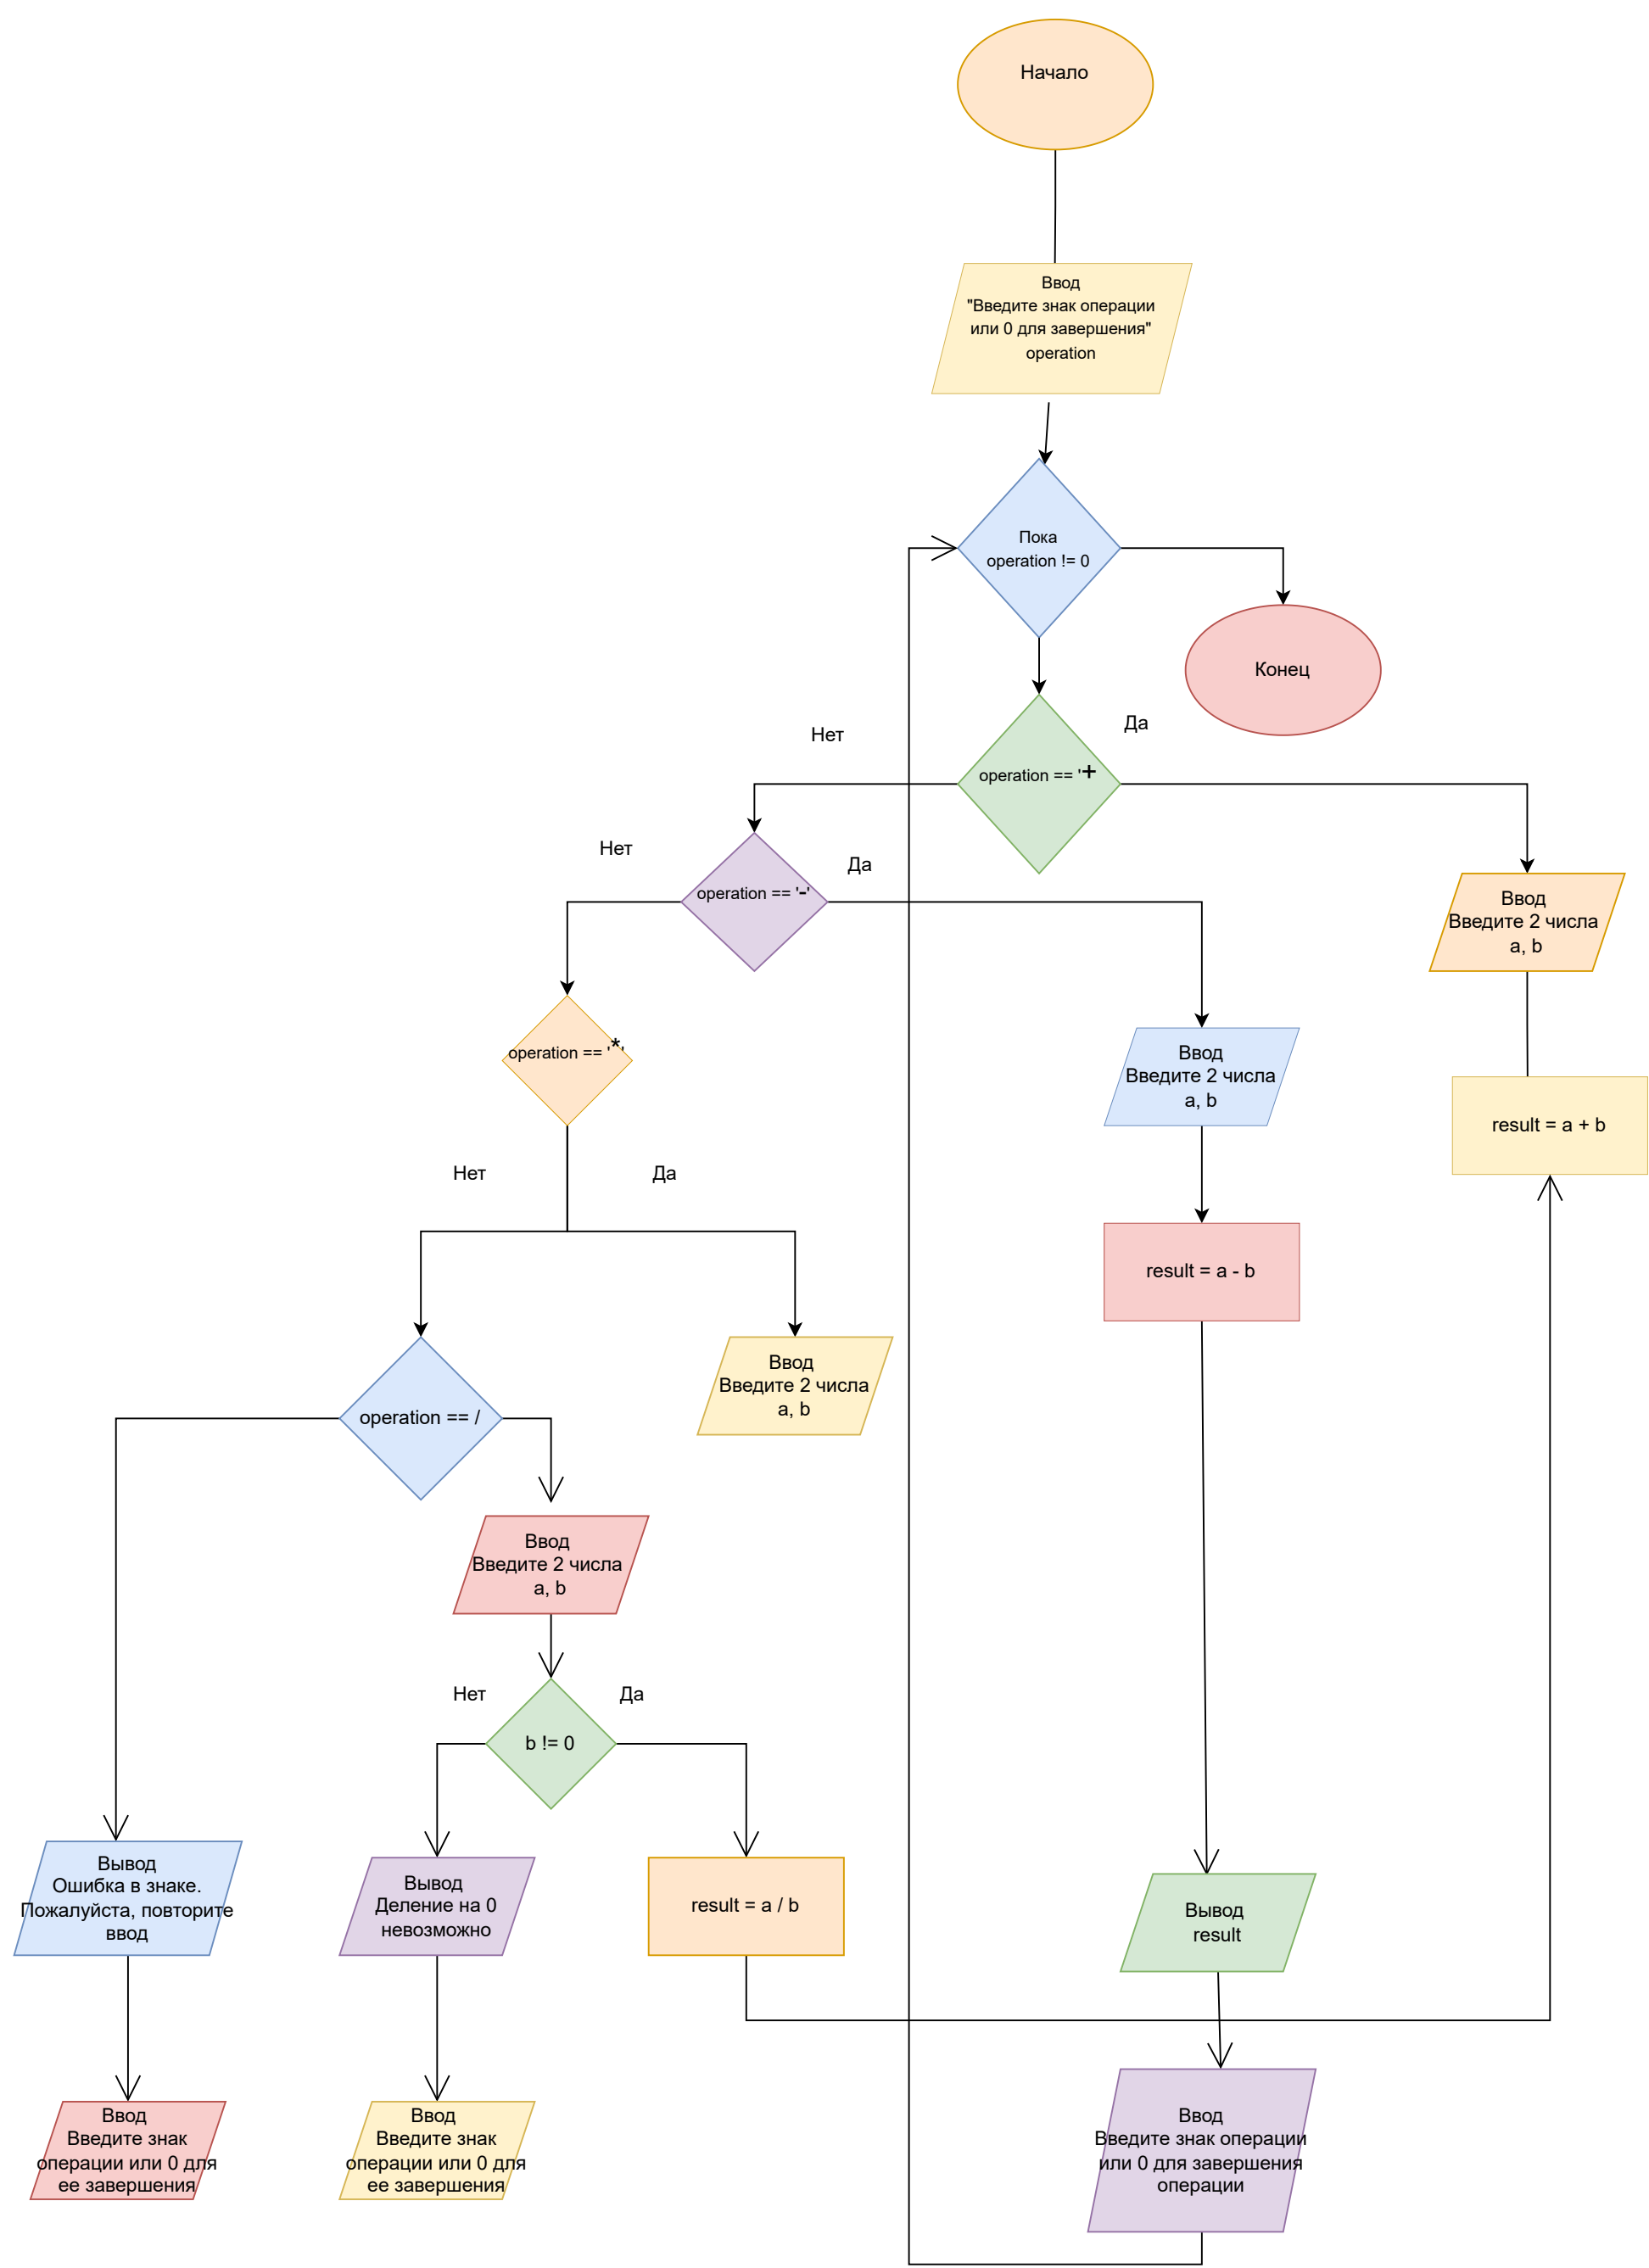 Начало
Ввод
"Введите знак операции
или 0 для завершения"
operation
Пока
operation != 0
Конец
Нет
Да
operation == '+
Нет
Да
operation == '-'
Ввод
Введите 2 числа
a, b
operation == '*'
Ввод
Введите 2 числа
a, b
result = a + b
Нет
Да
result = a - b
Ввод
Введите 2 числа
a, b
operation == /
Ввод
Введите 2 числа
a, b
Нет
Да
b != 0
Вывод
Ошибка в знаке.
Пожалуйста, повторите
ввод
Вывод
Деление на 0
невозможно
result = a / b
Вывод
result
Ввод
Введите знак
операции или 0 для
ее завершения
Ввод
Введите знак
операции или 0 для
ее завершения
Ввод
Введите знак операции
или 0 для завершения
операции